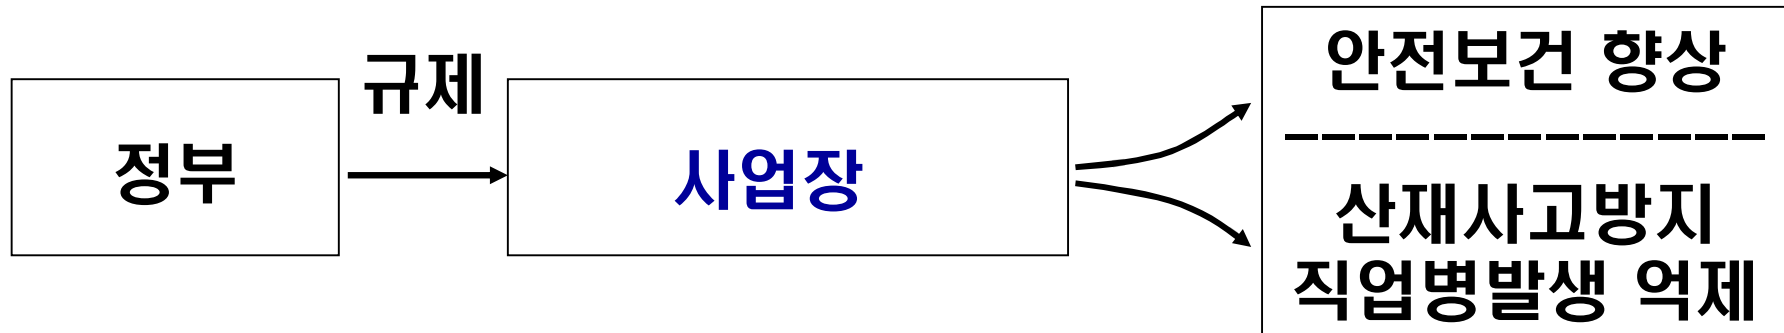 정부
규제
사업장
안전보건 향상
산재사고방지
직업병발생 억제